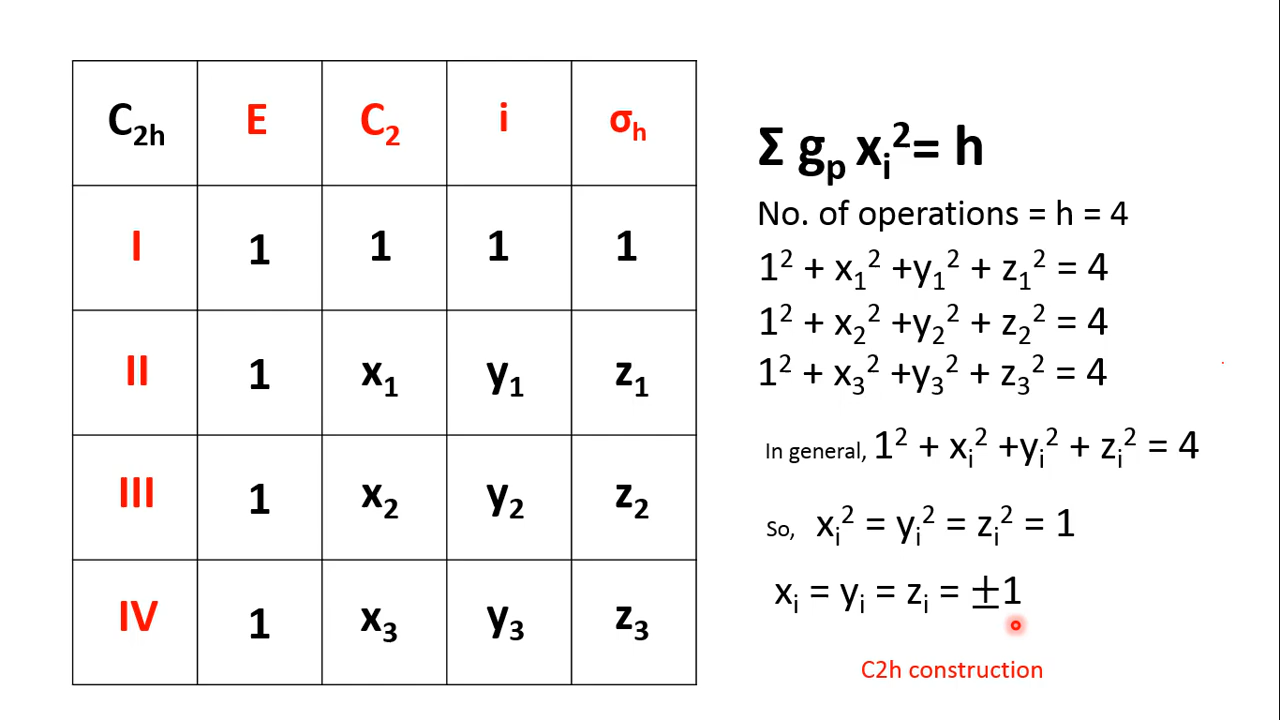 C₂ₕ E C₂ i σₕ
I 1 1 1 1
II 1 x₁ y₁ z₁
III 1 x₂ y₂ z₂
IV 1 x₃ y₃ z₃
Σ gₚ xᵢ²= h
No. of operations = h = 4
1² + x₁² +y₁² + z₁² = 4
1² + x₂² +y₂² + z₂² = 4
1² + x₃² +y₃² + z₃² = 4
In general, 1² + xᵢ² +yᵢ² + zᵢ² = 4
So, xᵢ² = yᵢ² = zᵢ² = 1
xᵢ = yᵢ = zᵢ = ±1
C2h construction